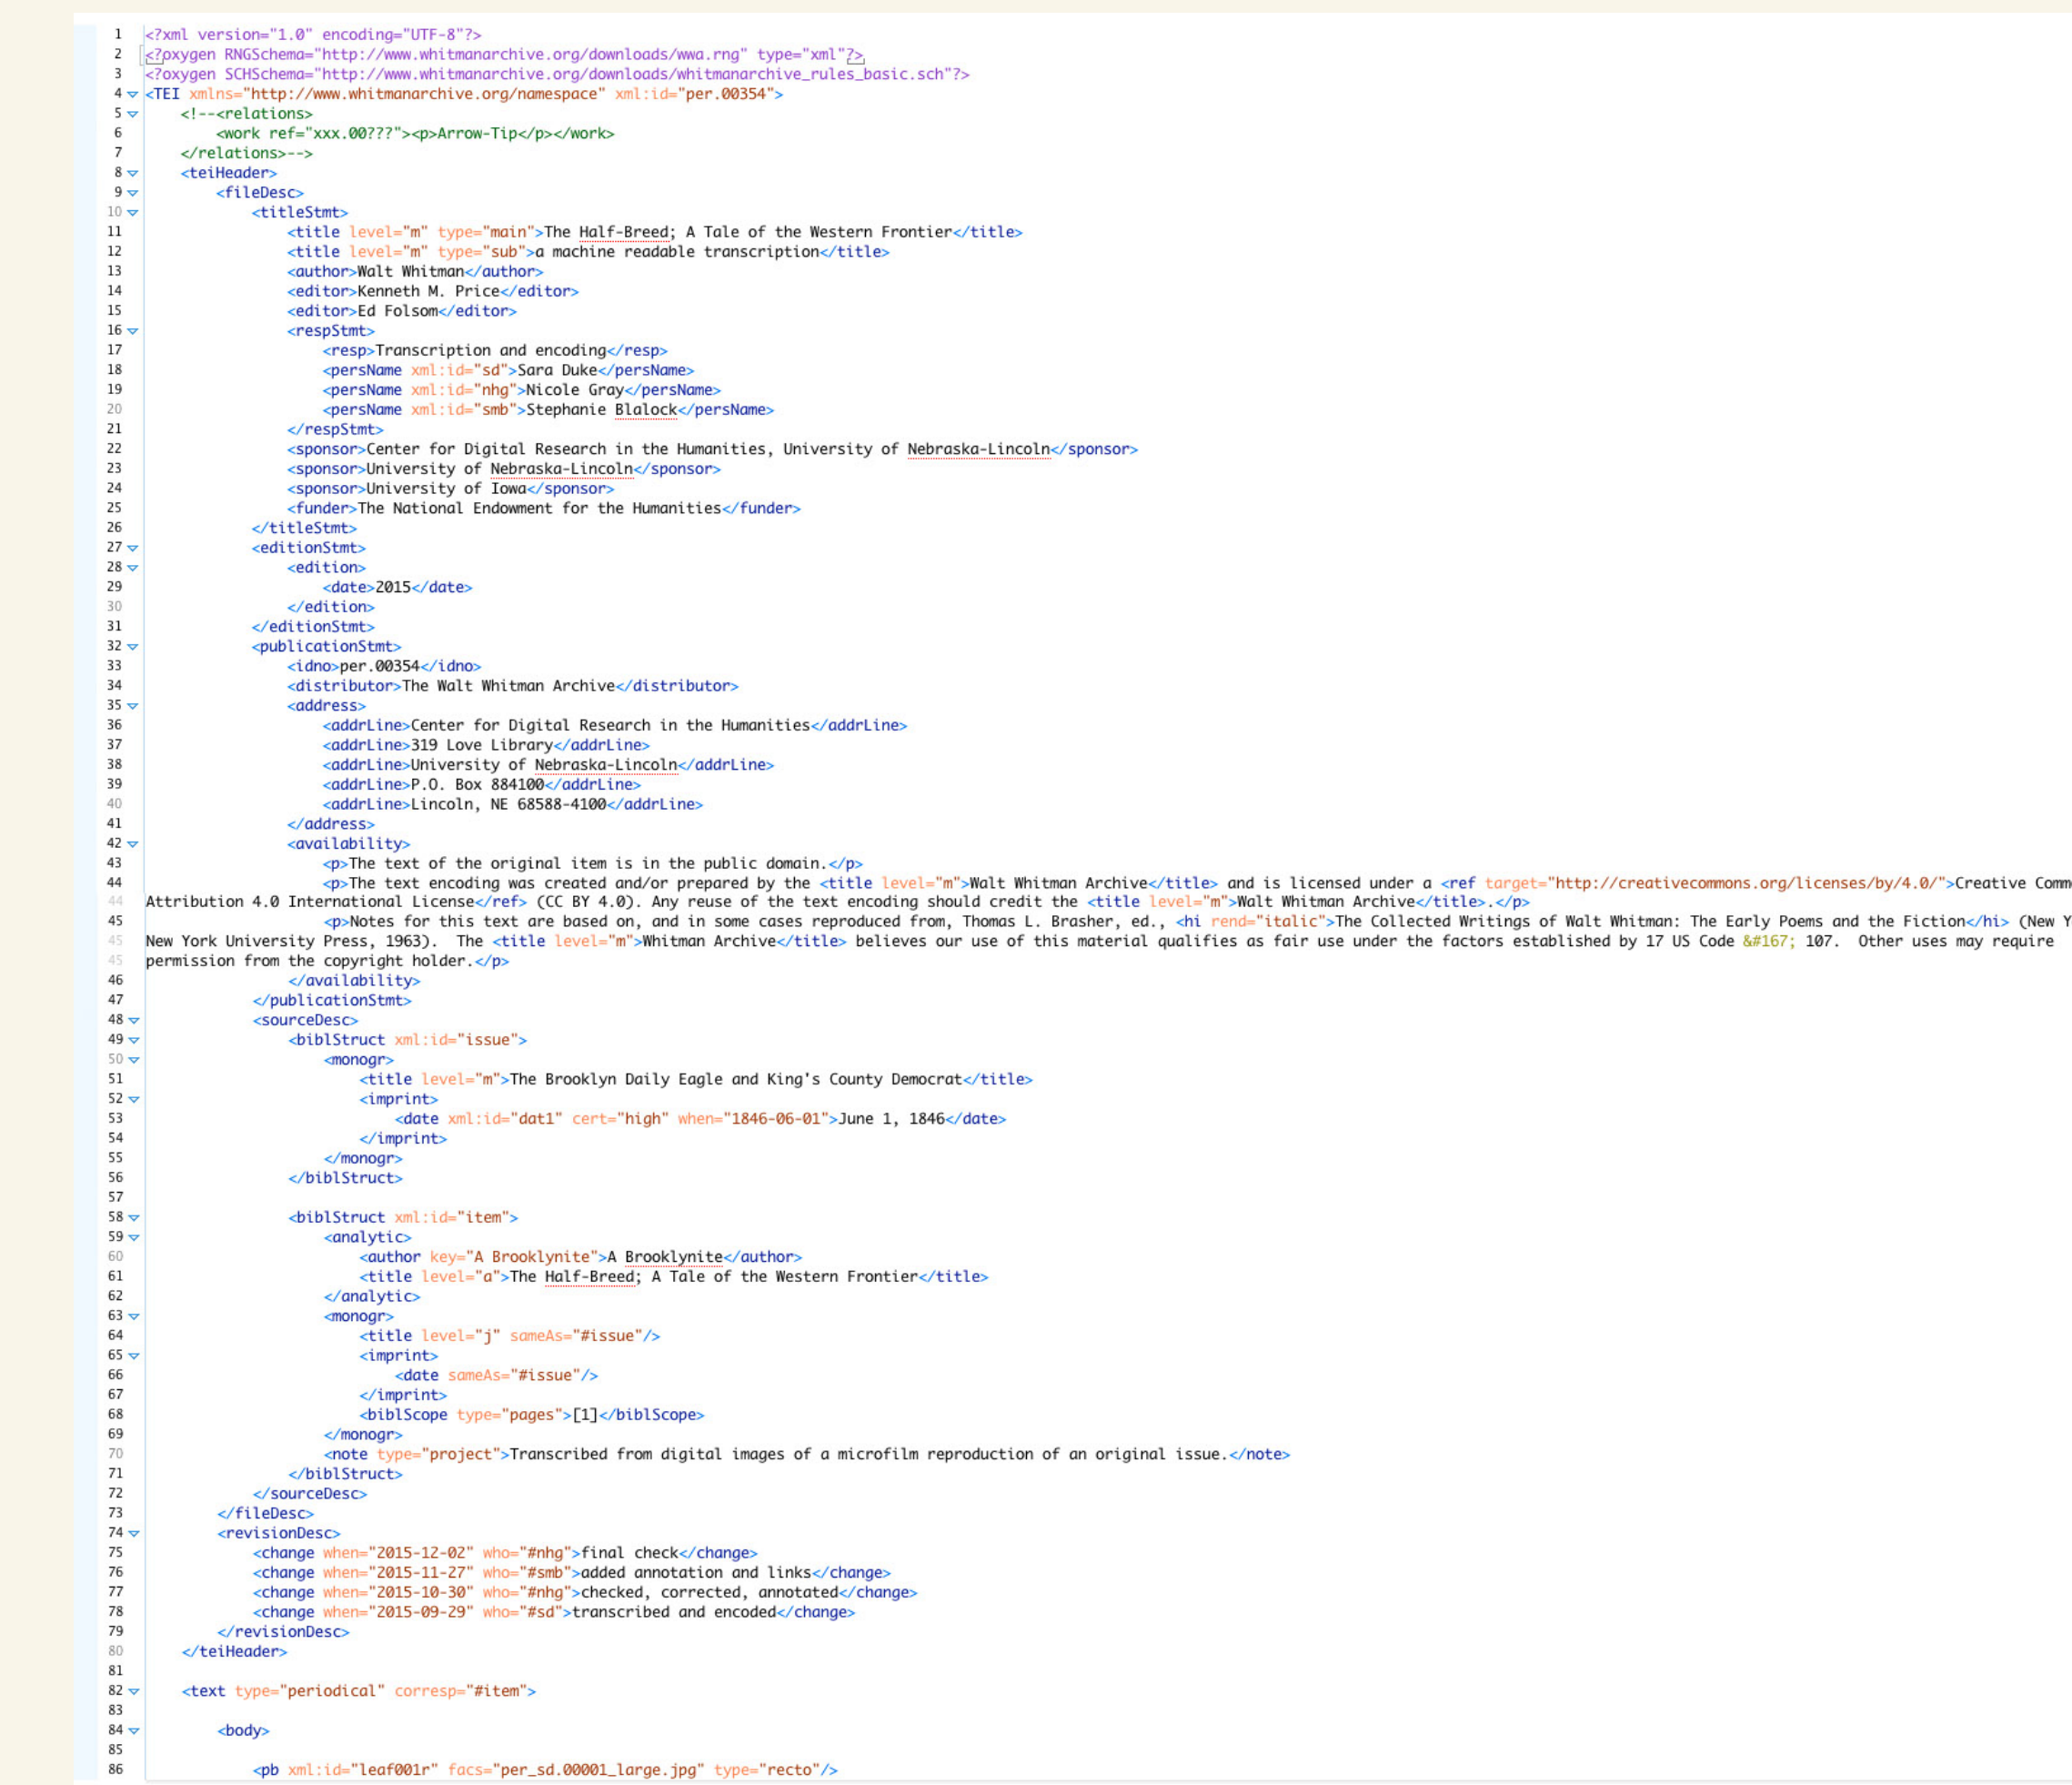 1 <?xml version="1.0" encoding="UTF-8"?>
2 <?oxygen RNGSchema="http://www.whitmanarchive.org/downloads/wwa.rng" type="xml"?>
3 <?oxygen SCHSchema="http://www.whitmanarchive.org/downloads/whitmanarchive_rules_basic.sch"?>
4 <TEI xmlns="http://www.whitmanarchive.org/namespace" xml:id="per.00354">
5 <!--<relations>
6 <work ref="xxx.00???"><p>Arrow-Tip</p></work>
7 </relations>-->
8 <teiHeader>
9 <fileDesc>
10 <titleStmt>
11 <title level="m" type="main">The Half-Breed; A Tale of the Western Frontier</title>
12 <title level="m" type="sub">a machine readable transcription</title>
13 <author>Walt Whitman</author>
14 <editor>Kenneth M. Price</editor>
15 <editor>Ed Folsom</editor>
16 <respStmt>
17 <resp>Transcription and encoding</resp>
18 <persName xml:id="sd">Sara Duke</persName>
19 <persName xml:id="nhg">Nicole Gray</persName>
20 <persName xml:id="smb">Stephanie Blalock</persName>
21 </respStmt>
22 <sponsor>Center for Digital Research in the Humanities, University of Nebraska-Lincoln</sponsor>
23 <sponsor>University of Nebraska-Lincoln</sponsor>
24 <sponsor>University of Iowa</sponsor>
25 <funder>The National Endowment for the Humanities</funder>
26 </titleStmt>
27 <editionStmt>
28 <edition>
29 <date>2015</date>
30 </edition>
31 </editionStmt>
32 <publicationStmt>
33 <idno>per.00354</idno>
34 <distributor>The Walt Whitman Archive</distributor>
35 <address>
36 <addrLine>Center for Digital Research in the Humanities</addrLine>
37 <addrLine>319 Love Library</addrLine>
38 <addrLine>University of Nebraska-Lincoln</addrLine>
39 <addrLine>P.O. Box 884100</addrLine>
40 <addrLine>Lincoln, NE 68588-4100</addrLine>
41 </address>
42 <availability>
43 <p>The text of the original item is in the public domain.</p>
44 <p>The text encoding was created and/or prepared by the <title level="m">Walt Whitman Archive</title> and is licensed under a <ref target="http://creativecommons.org/licenses/by/4.0/">Creative Comm
44 Attribution 4.0 International License</ref> (CC BY 4.0). Any reuse of the text encoding should credit the <title level="m">Walt Whitman Archive</title>.</p>
45 <p>Notes for this text are based on, and in some cases reproduced from, Thomas L. Brasher, ed., <hi rend="italic">The Collected Writings of Walt Whitman: The Early Poems and the Fiction</hi> (New Y
45 New York University Press, 1963).  The <title level="m">Whitman Archive</title> believes our use of this material qualifies as fair use under the factors established by 17 US Code &#167; 107.  Other uses may require
45 permission from the copyright holder.</p>
46 </availability>
47 </publicationStmt>
48 <sourceDesc>
49 <biblStruct xml:id="issue">
50 <monogr>
51 <title level="m">The Brooklyn Daily Eagle and King's County Democrat</title>
52 <imprint>
53 <date xml:id="dat1" cert="high" when="1846-06-01">June 1, 1846</date>
54 </imprint>
55 </monogr>
56 </biblStruct>
57
58 <biblStruct xml:id="item">
59 <analytic>
60 <author key="A Brooklynite">A Brooklynite</author>
61 <title level="a">The Half-Breed; A Tale of the Western Frontier</title>
62 </analytic>
63 <monogr>
64 <title level="j" sameAs="#issue"/>
65 <imprint>
66 <date sameAs="#issue"/>
67 </imprint>
68 <biblScope type="pages">[1]</biblScope>
69 </monogr>
70 <note type="project">Transcribed from digital images of a microfilm reproduction of an original issue.</note>
71 </biblStruct>
72 </sourceDesc>
73 </fileDesc>
74 <revisionDesc>
75 <change when="2015-12-02" who="#nhg">final check</change>
76 <change when="2015-11-27" who="#smb">added annotation and links</change>
77 <change when="2015-10-30" who="#nhg">checked, corrected, annotated</change>
78 <change when="2015-09-29" who="#sd">transcribed and encoded</change>
79 </revisionDesc>
80 </teiHeader>
81
82 <text type="periodical" corresp="#item">
83
84 <body>
85
86 <pb xml:id="leaf001r" facs="per_sd.00001_large.jpg" type="recto"/>